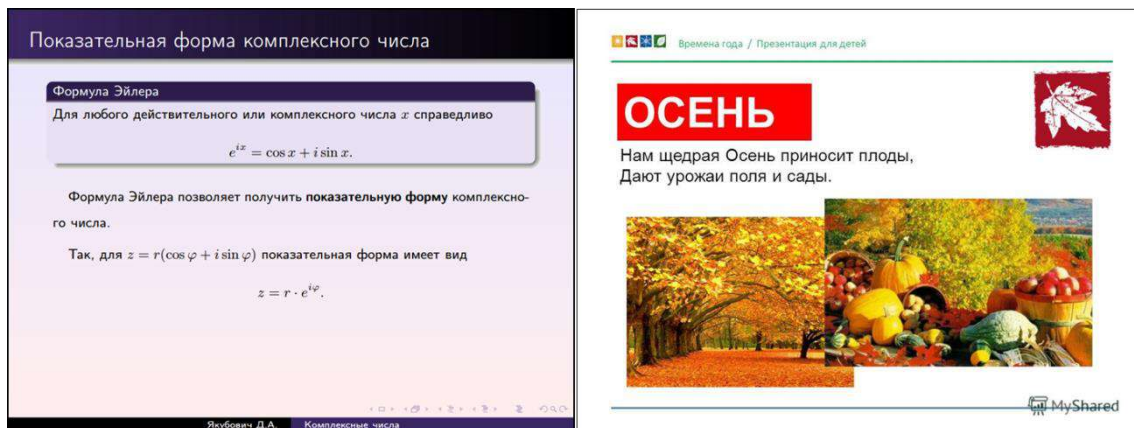 Показательная форма комплексного числа
Формула Эйлера
Для любого действительного или комплексного числа x справедливо
e^{ix} = cos x + i sin x.
Формула Эйлера позволяет получить показательную форму комплексно-
го числа.
Так, для z = r(cos φ + i sin φ) показательная форма имеет вид
z = r · e^{iφ}.
Якубович Д.А. Комплексные числа
Времена года / Презентация для детей
ОСЕНЬ
Нам щедрая Осень приносит плоды,
Дают урожаи поля и сады.
MyShared